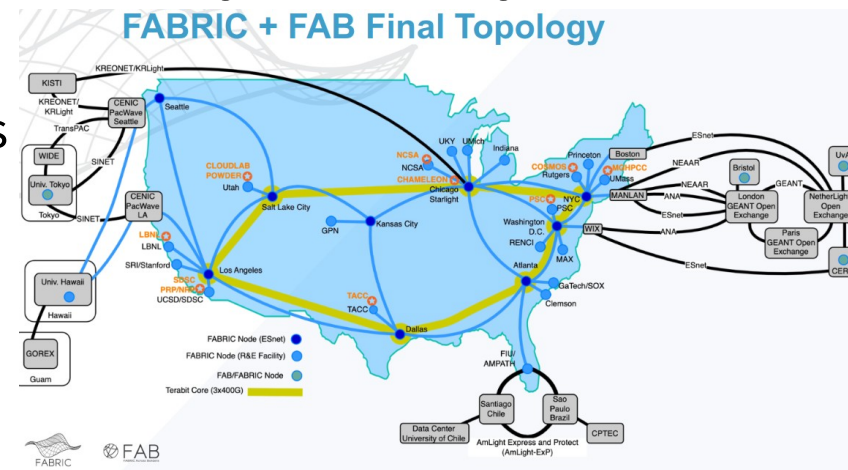 FABRIC + FAB Final Topology
S
KREONET/KRLight
KISTI
KREONET/
KRLight
TransPAC
CENIC
PacWave
Seattle
Seattle
WIDE
SINET
Univ. Tokyo
Tokyo
SINET
CENIC
PacWave
LA
CLOUDLAB
POWDER
Utah
Salt Lake City
LBNL
LBNL
SRI/Stanford
Los Angeles
SDSC
UCSD/SDSC
Univ. Hawaii
Hawaii
GOREX
Guam
GPN
Kansas City
TACC
TACC
Dallas
UKY
UMich
Indiana
NCSA
NCSA
CHAMELEON
Chicago
Starlight
COSMOS
Rutgers
Princeton
Boston
MGHPCC
UMass
NYC
MANLAN
PSC
PSC
Washington
D.C.
WIX
RENCI
MAX
Atlanta
GaTech/SOX
Clemson
FIU/
AMPATH
ESnet
NEAAR
NEAAR
ANA
ESnet
ANA
ESnet
Bristol
GEANT
London
GEANT Open
Exchange
Paris
GEANT Open
Exchange
UvA
NetherLight
Open
Exchange
CER
FABRIC Node (ESnet)
FABRIC Node (R&E Facility)
FAB/FABRIC Node
Terabit Core (3x400G)
Santiago
Chile
Sao
Paulo
Brazil
Data Center
University of Chile
CPTEC
AmLight Express and Protect
(AmLight-ExP)
FABRIC
FAB